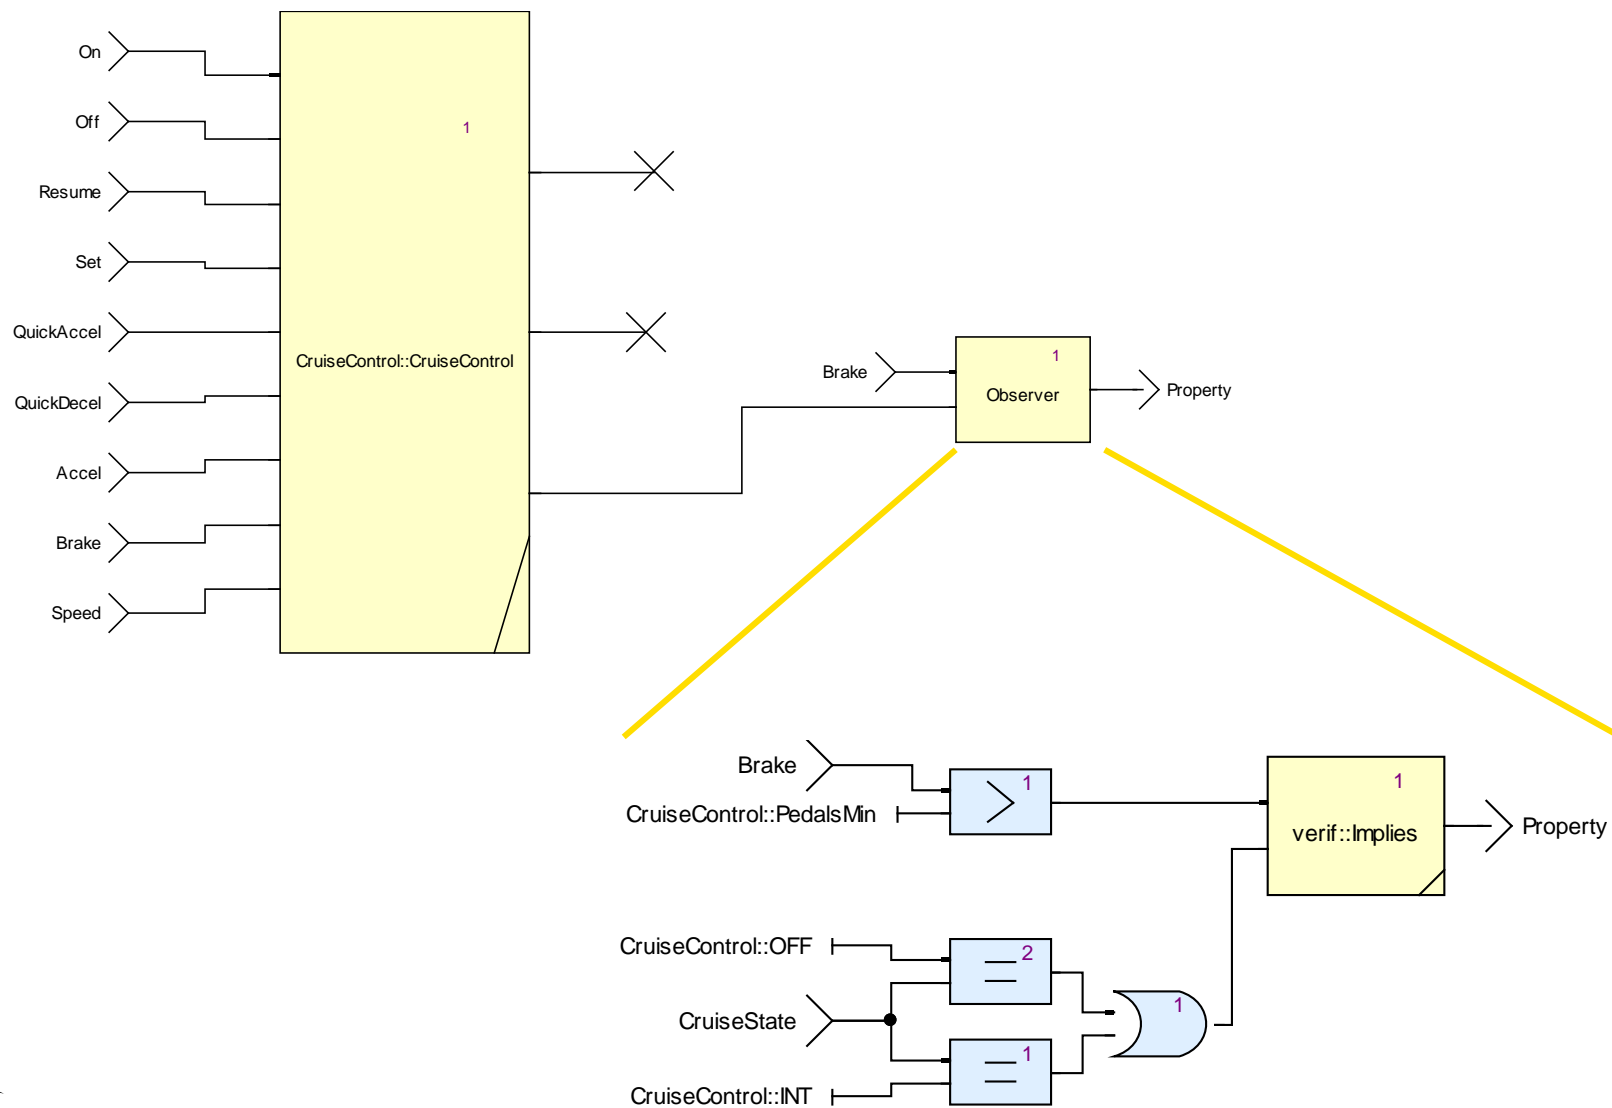 On
Off
1
Resume
Set
QuickAccel
CruiseControl::CruiseControl
QuickDecel
Accel
Brake
Speed
Brake
1
Observer
Property
Brake
CruiseControl::PedalsMin
1
1
verif::Implies
Property
CruiseControl::OFF
2
CruiseState
1
1
CruiseControl::INT